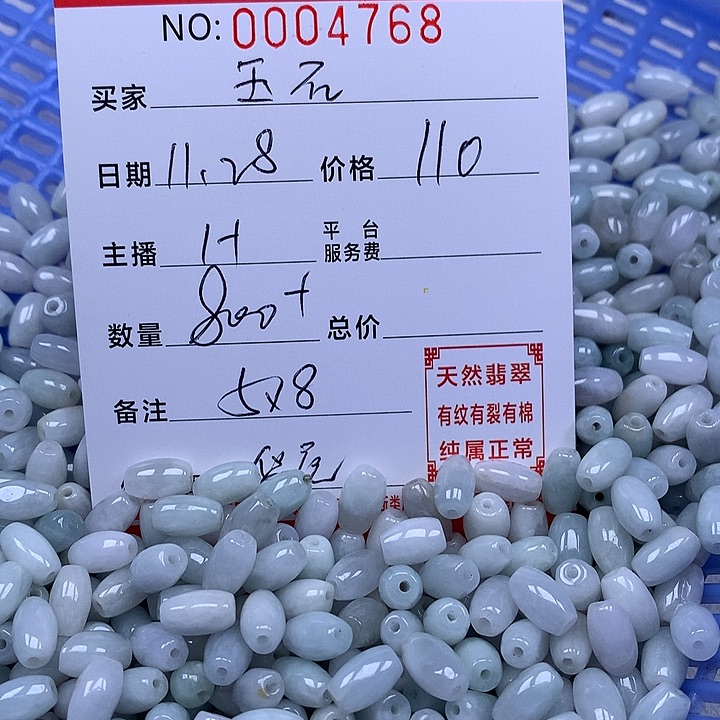 NO: 0004768
买家 玉石
日期 11.28 价格 110
主播 H 平台服务费
数量 800+ 总价
备注 5x8
天然翡翠
有纹有裂有棉
纯属正常
货尾